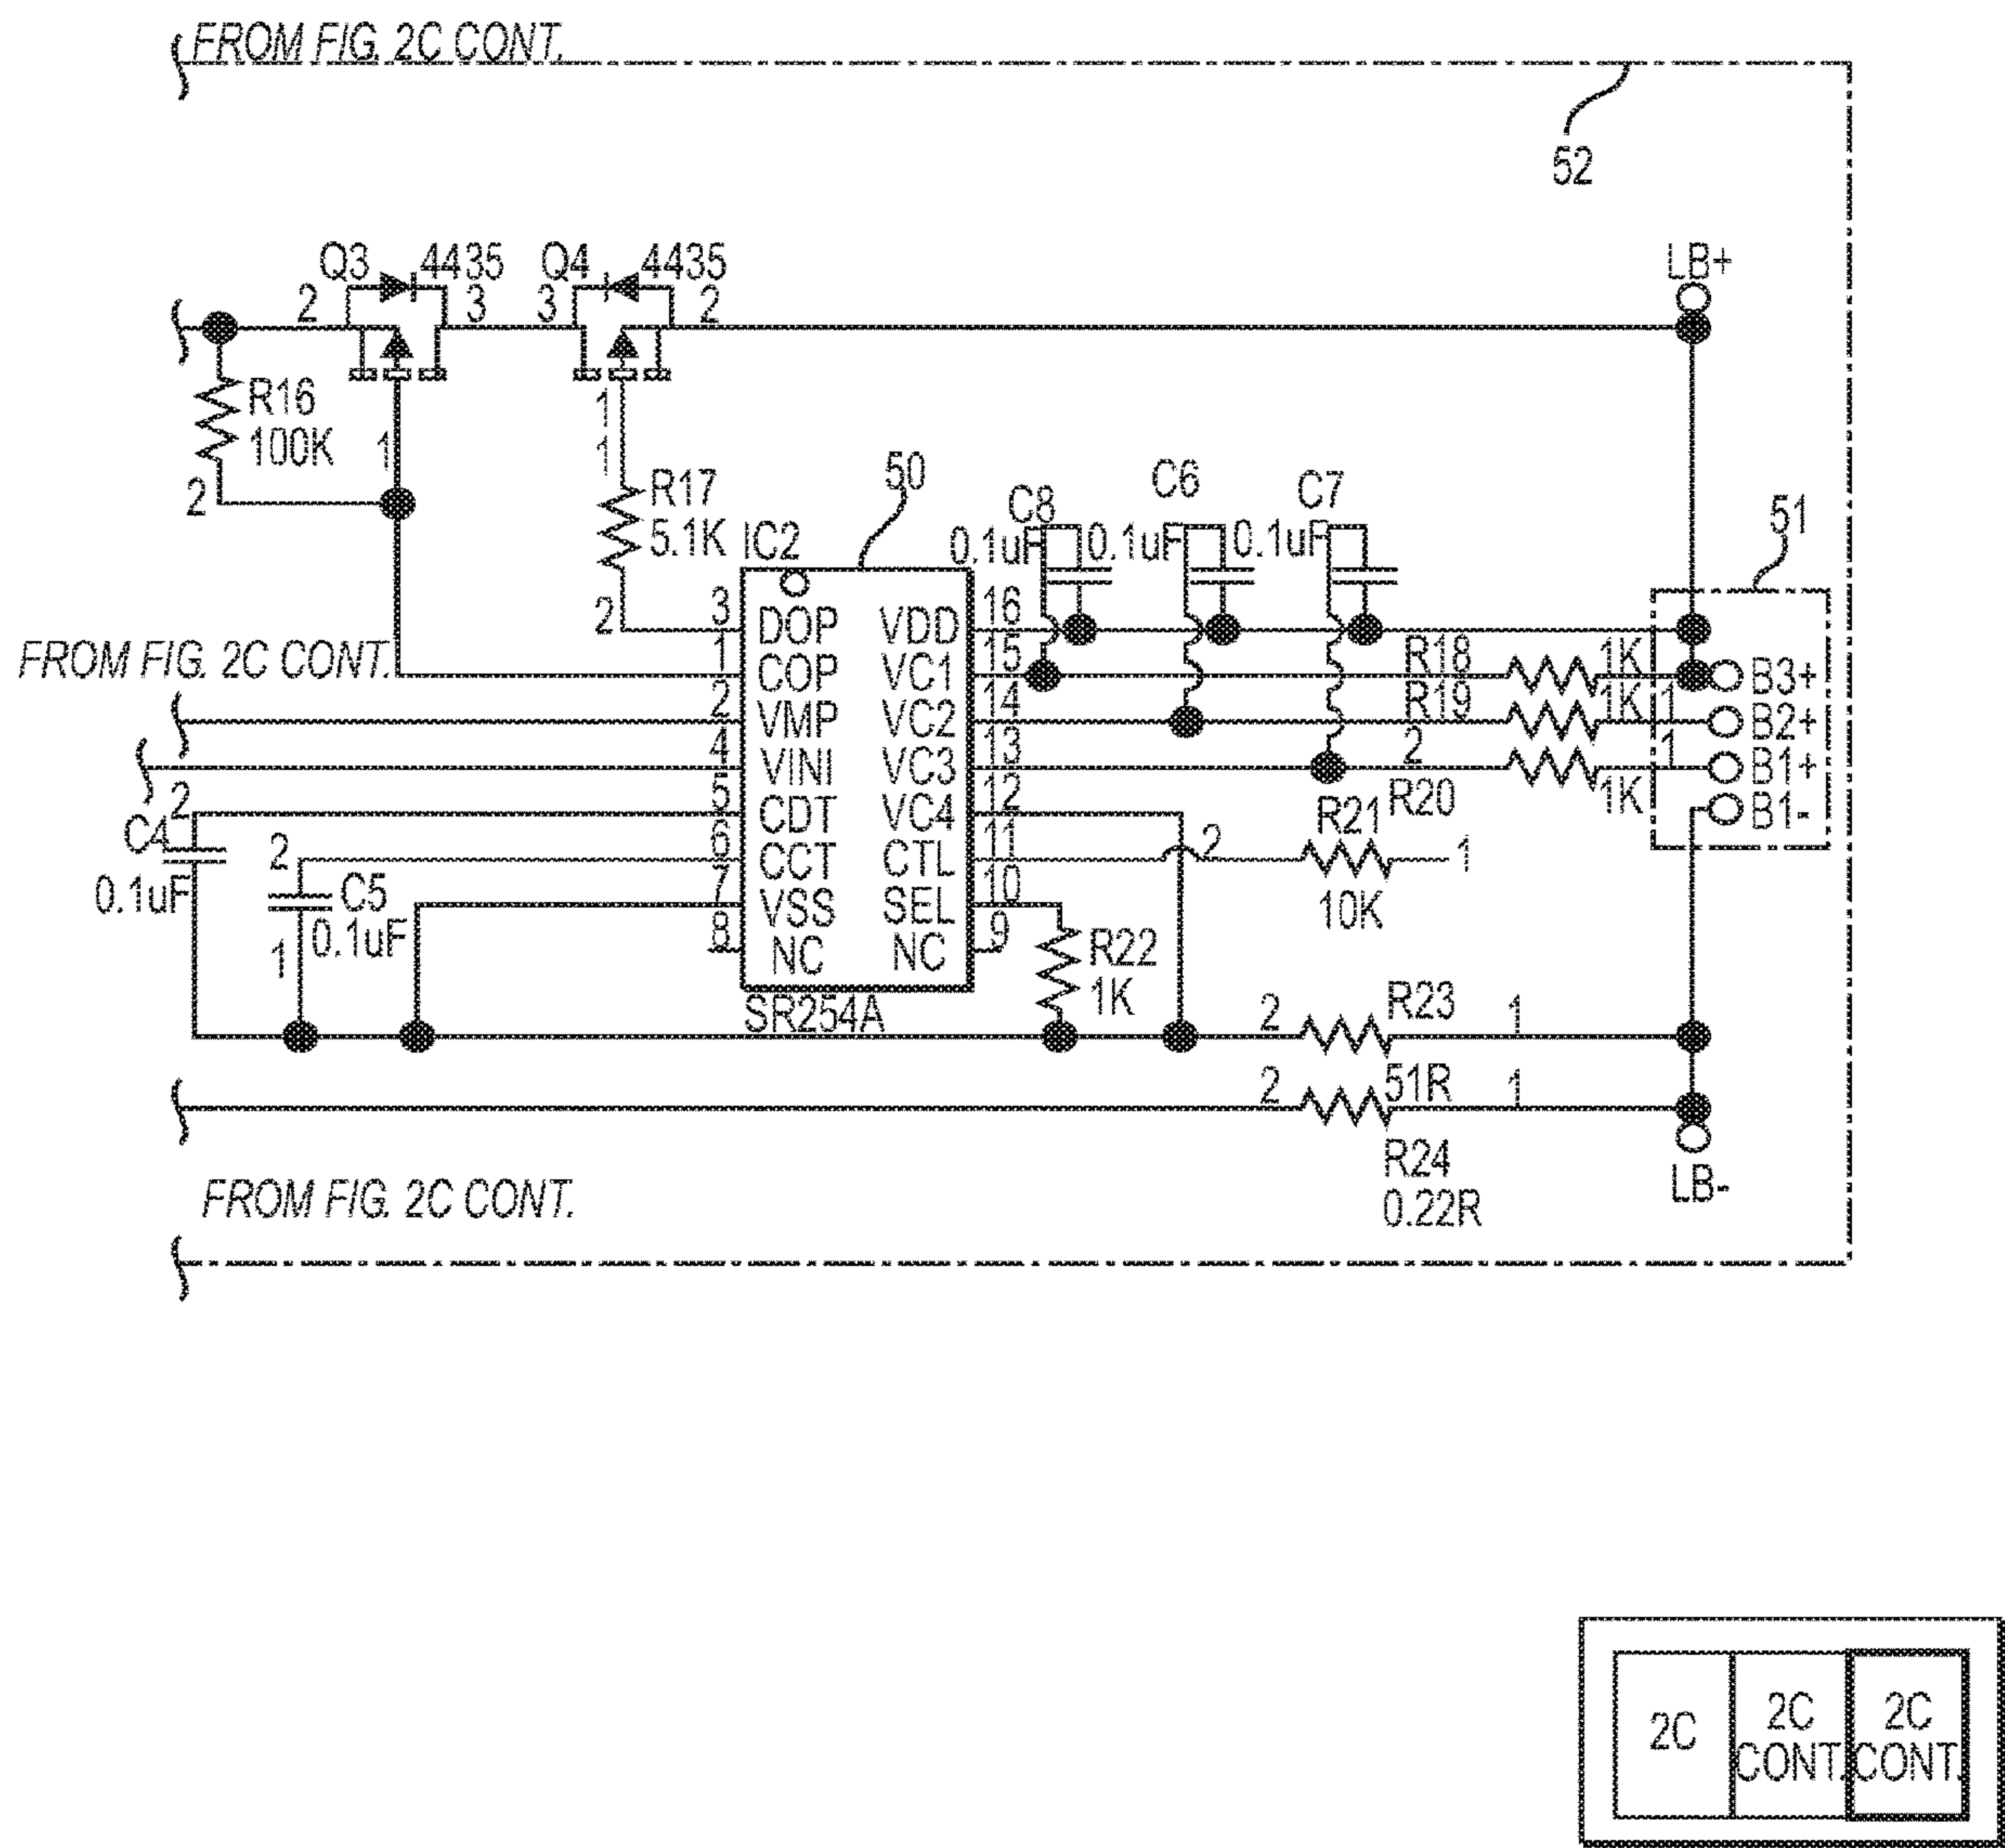 FROM FIG. 2C CONT.
52
Q3 4435 Q4 4435
LB+
2 3 3 2
R16
100K
1
1
1
2
R17
5.1K
2
50
IC2
C8
0.1uF
C6
0.1uF
C7
0.1uF
51
FROM FIG. 2C CONT.
3 DOP VDD 16
1 COP VC1 15 R18 1K B3+
2 VMP VC2 14 R19 1K 1 B2+
4 VINI VC3 13 2 R20 1K 1 B1+
5 CDT VC4 12 B1-
6 CCT CTL 11 2 R21 10K 1
7 VSS SEL 10
8 NC NC 9
SR254A
2
C4
0.1uF
2
C5
0.1uF
1
R22
1K
2 R23 1
51R
2 1
R24
0.22R
LB-
FROM FIG. 2C CONT.
2C
2C
CONT.
2C
CONT.